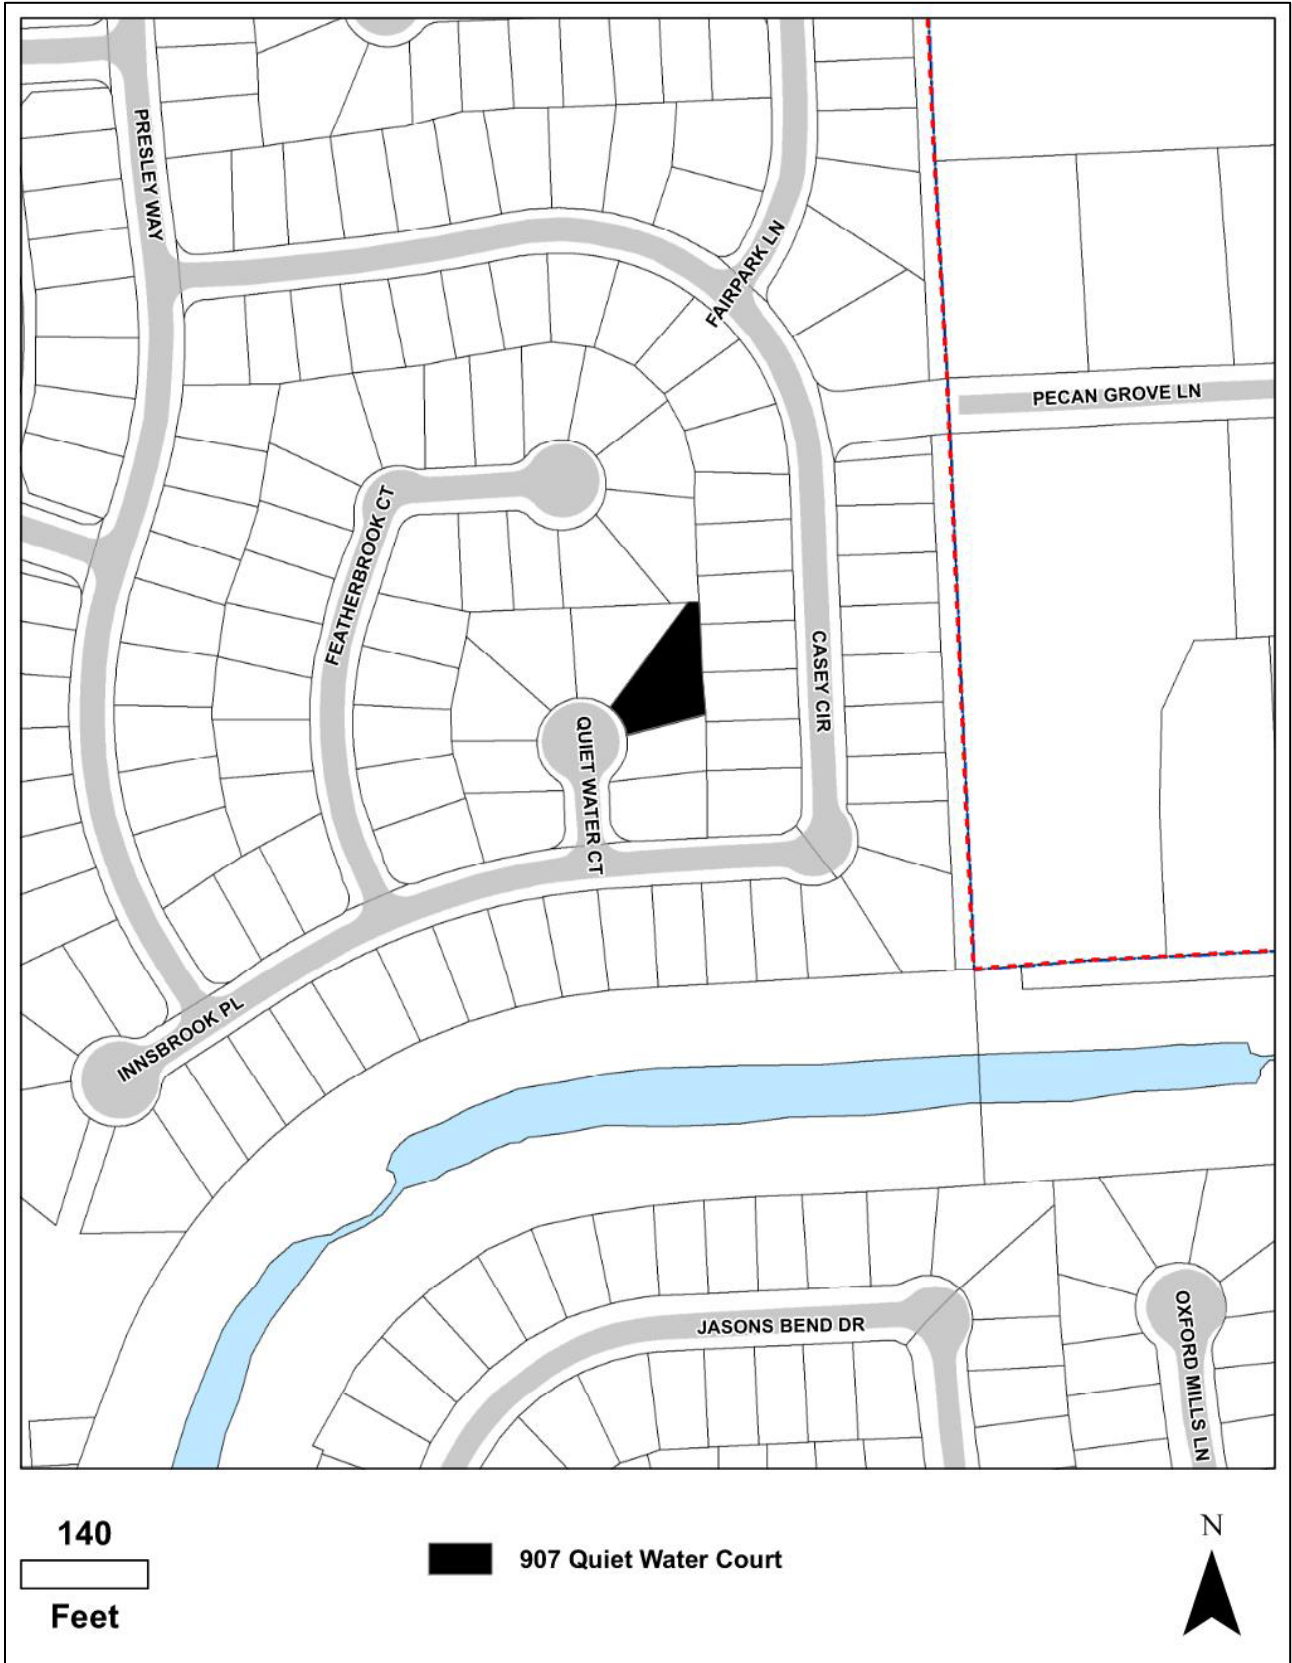 PRESLEY WAY
FAIRPARK LN
PECAN GROVE LN
FEATHERBROOK CT
CASEY CIR
QUIET WATER CT
INNSBROOK PL
JASONS BEND DR
OXFORD MILLS LN
140
Feet
907 Quiet Water Court
N